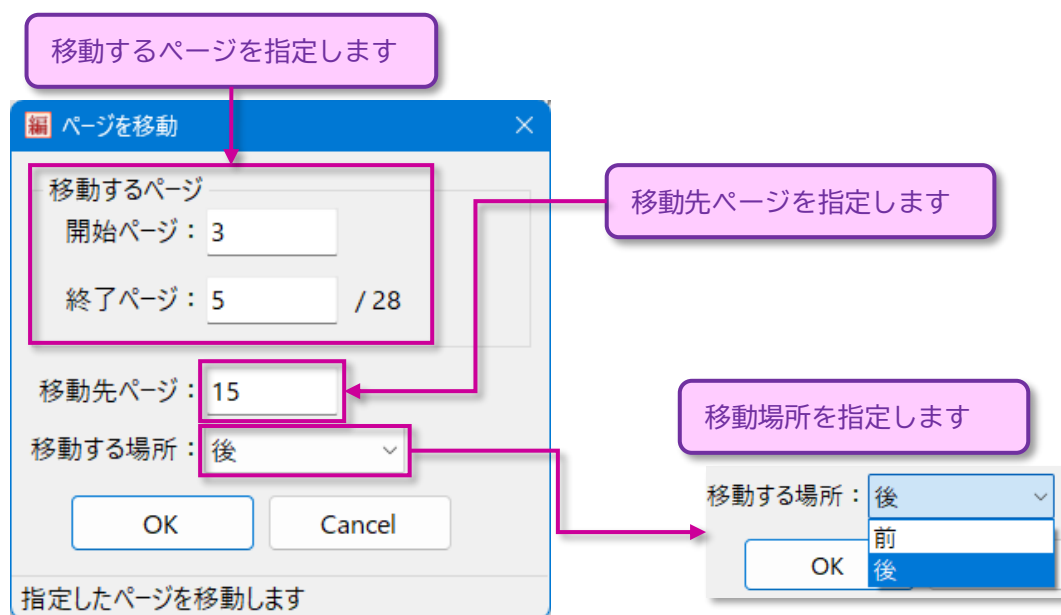 移動するページを指定します
編 ページを移動
移動するページ
開始ページ：3
終了ページ：5 / 28
移動先ページを指定します
移動先ページ：15
移動する場所：後
移動場所を指定します
OK Cancel
指定したページを移動します
移動する場所：後
前
後
OK